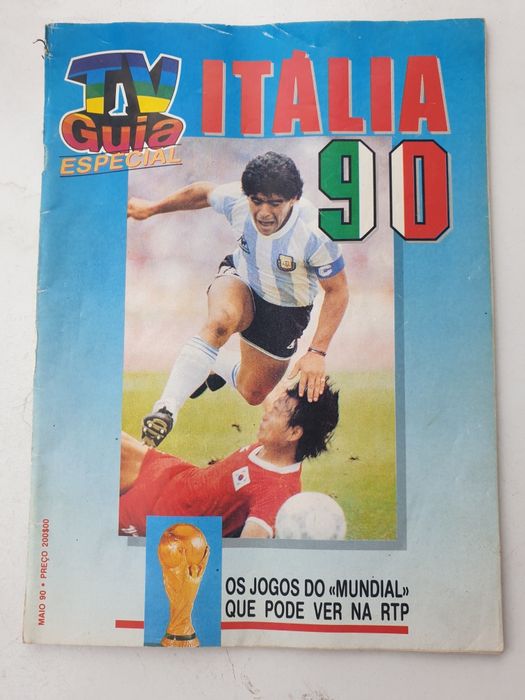 TV
Guia
ESPECIAL
ITÁLIA
90
OS JOGOS DO «MUNDIAL»
QUE PODE VER NA RTP
MAIO 90 • PREÇO 200$00